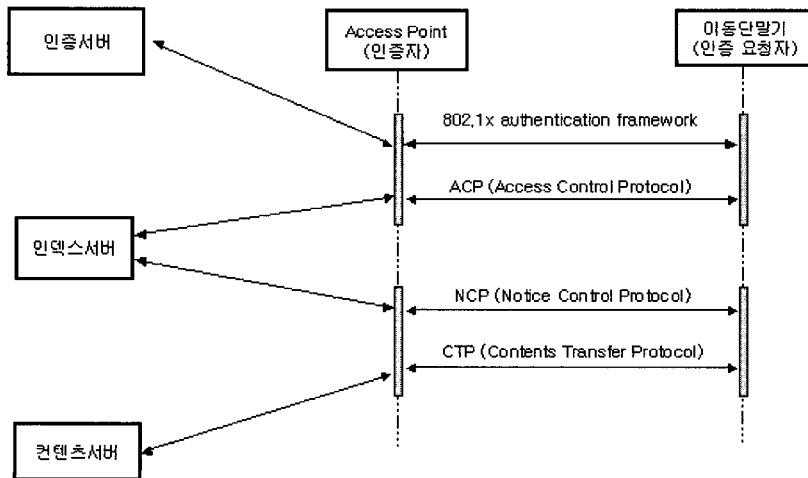 인증서버
Access Point
(인증자)
이동단말기
(인증 요청자)
802.1x authentication framework
ACP (Access Control Protocol)
인덱스서버
NCP (Notice Control Protocol)
CTP (Contents Transfer Protocol)
컨텐츠서버